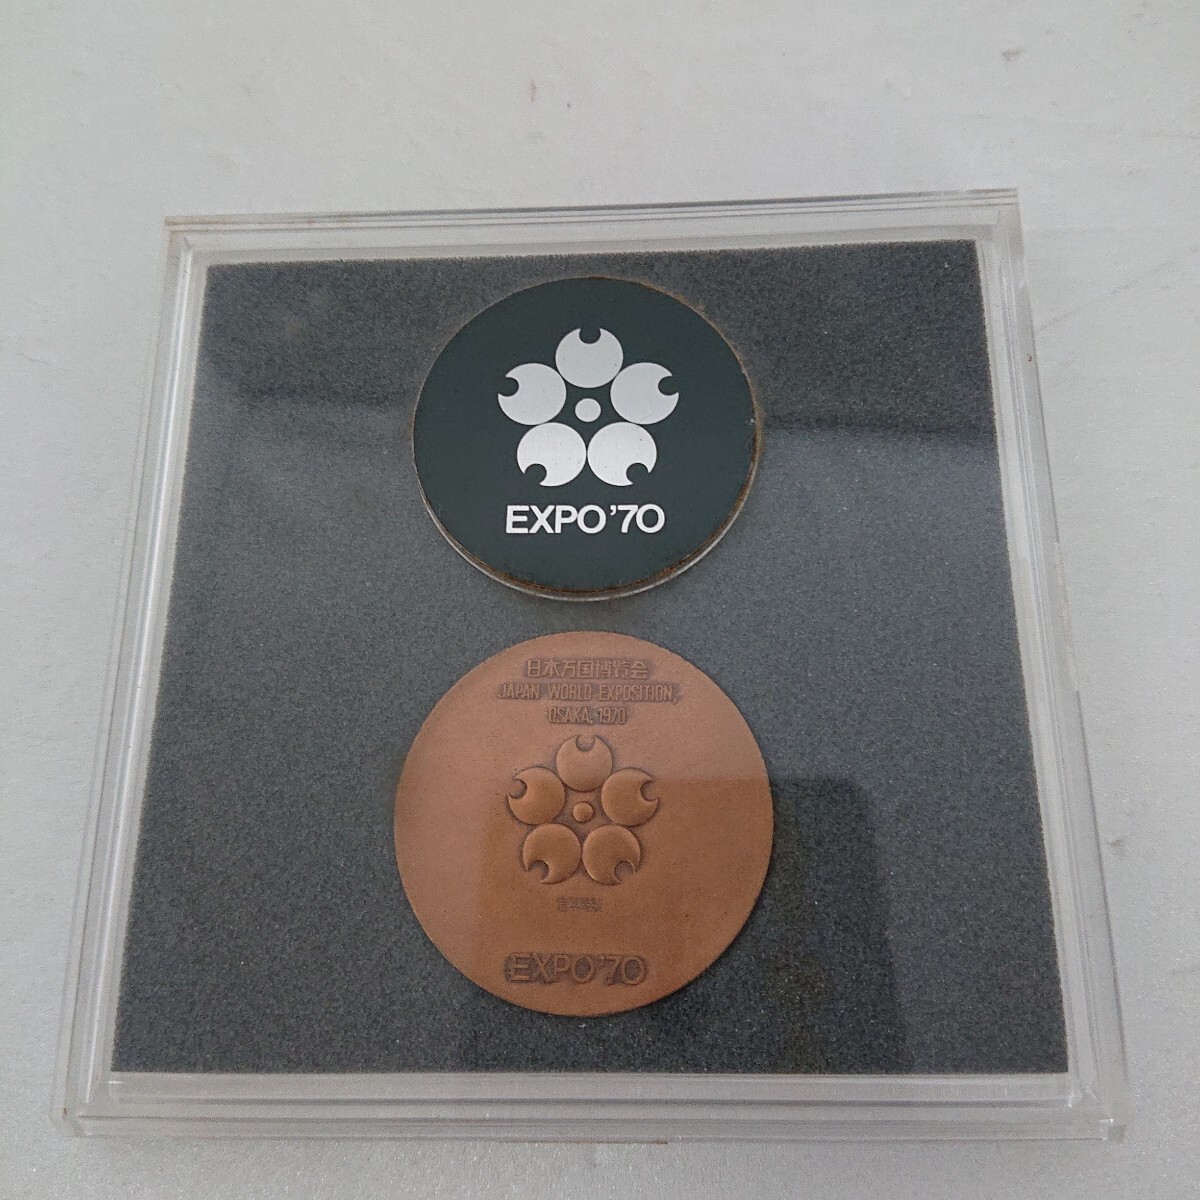 EXPO'70
日本万国博覧会
JAPAN WORLD EXPOSITION,
OSAKA, 1970
EXPO'70